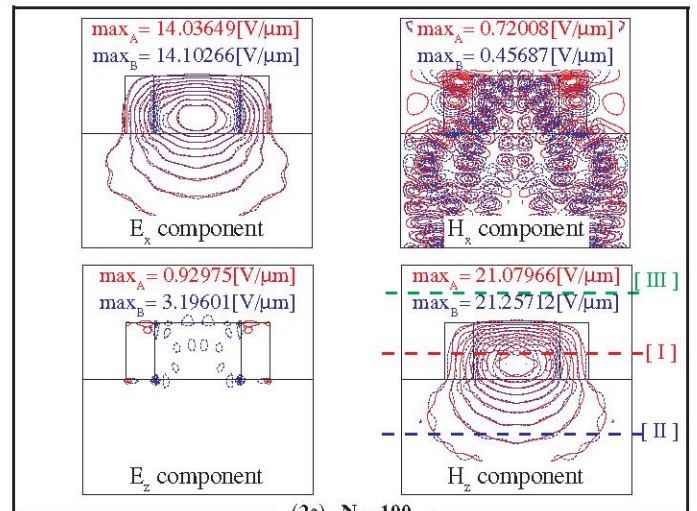 max_A = 14.03649[V/μm]
max_B = 14.10266[V/μm]
E_x component
max_A = 0.72008[V/μm]
max_B = 0.45687[V/μm]
H_x component
max_A = 0.92975[V/μm]
max_B = 3.19601[V/μm]
E_z component
max_A = 21.07966[V/μm]
max_B = 21.25712[V/μm]
[ III ]
[ I ]
[ II ]
H_z component